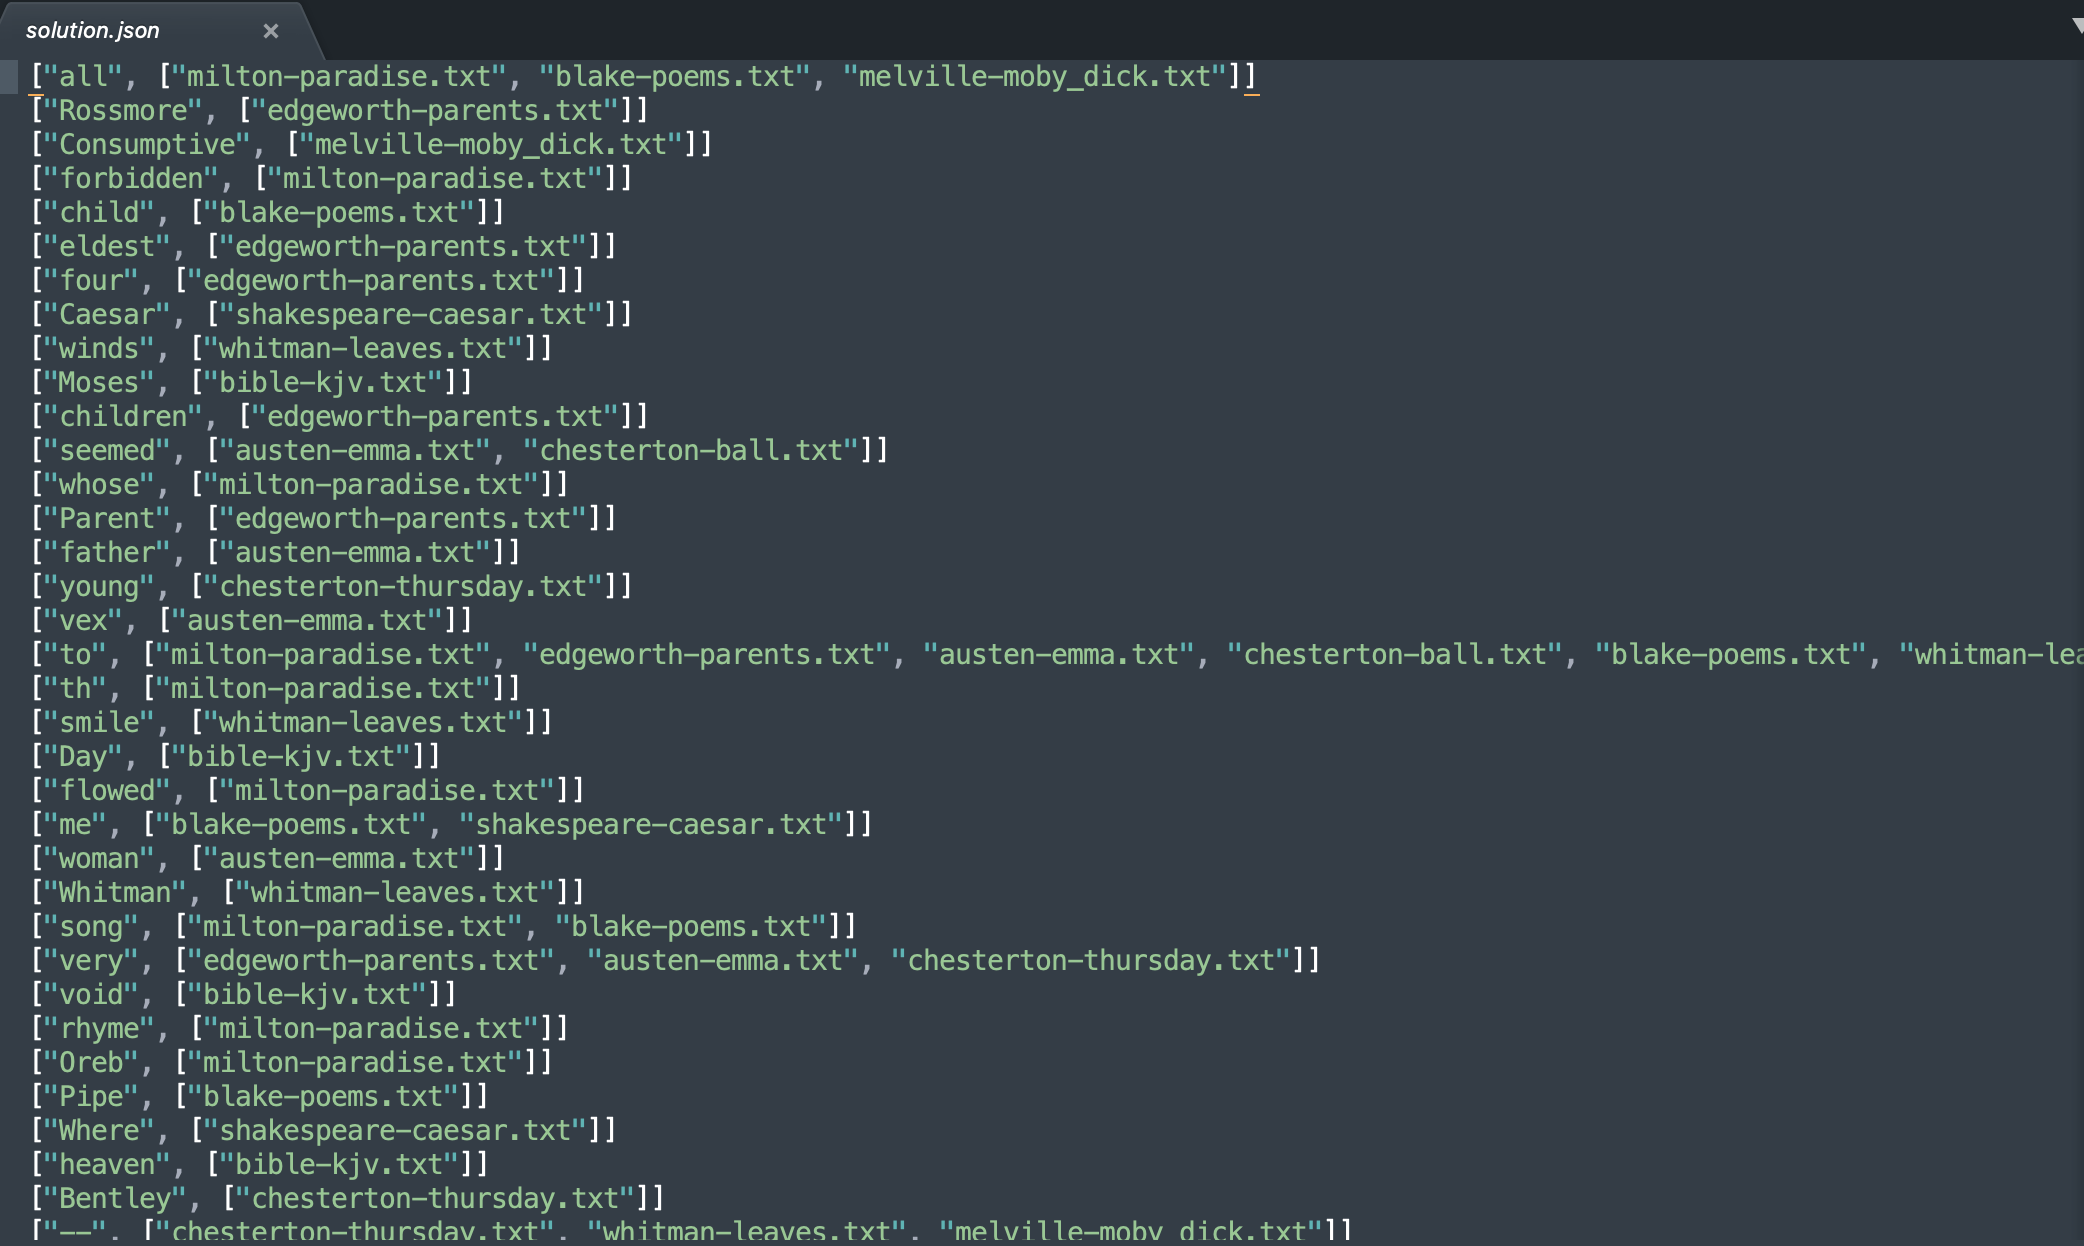 solution.json ×
["all", ["milton-paradise.txt", "blake-poems.txt", "melville-moby_dick.txt"]]
["Rossmore", ["edgeworth-parents.txt"]]
["Consumptive", ["melville-moby_dick.txt"]]
["forbidden", ["milton-paradise.txt"]]
["child", ["blake-poems.txt"]]
["eldest", ["edgeworth-parents.txt"]]
["four", ["edgeworth-parents.txt"]]
["Caesar", ["shakespeare-caesar.txt"]]
["winds", ["whitman-leaves.txt"]]
["Moses", ["bible-kjv.txt"]]
["children", ["edgeworth-parents.txt"]]
["seemed", ["austen-emma.txt", "chesterton-ball.txt"]]
["whose", ["milton-paradise.txt"]]
["Parent", ["edgeworth-parents.txt"]]
["father", ["austen-emma.txt"]]
["young", ["chesterton-thursday.txt"]]
["vex", ["austen-emma.txt"]]
["to", ["milton-paradise.txt", "edgeworth-parents.txt", "austen-emma.txt", "chesterton-ball.txt", "blake-poems.txt", "whitman-lea
["th", ["milton-paradise.txt"]]
["smile", ["whitman-leaves.txt"]]
["Day", ["bible-kjv.txt"]]
["flowed", ["milton-paradise.txt"]]
["me", ["blake-poems.txt", "shakespeare-caesar.txt"]]
["woman", ["austen-emma.txt"]]
["Whitman", ["whitman-leaves.txt"]]
["song", ["milton-paradise.txt", "blake-poems.txt"]]
["very", ["edgeworth-parents.txt", "austen-emma.txt", "chesterton-thursday.txt"]]
["void", ["bible-kjv.txt"]]
["rhyme", ["milton-paradise.txt"]]
["Oreb", ["milton-paradise.txt"]]
["Pipe", ["blake-poems.txt"]]
["Where", ["shakespeare-caesar.txt"]]
["heaven", ["bible-kjv.txt"]]
["Bentley", ["chesterton-thursday.txt"]]
["--", ["chesterton-thursday.txt", "whitman-leaves.txt", "melville-moby_dick.txt"]]